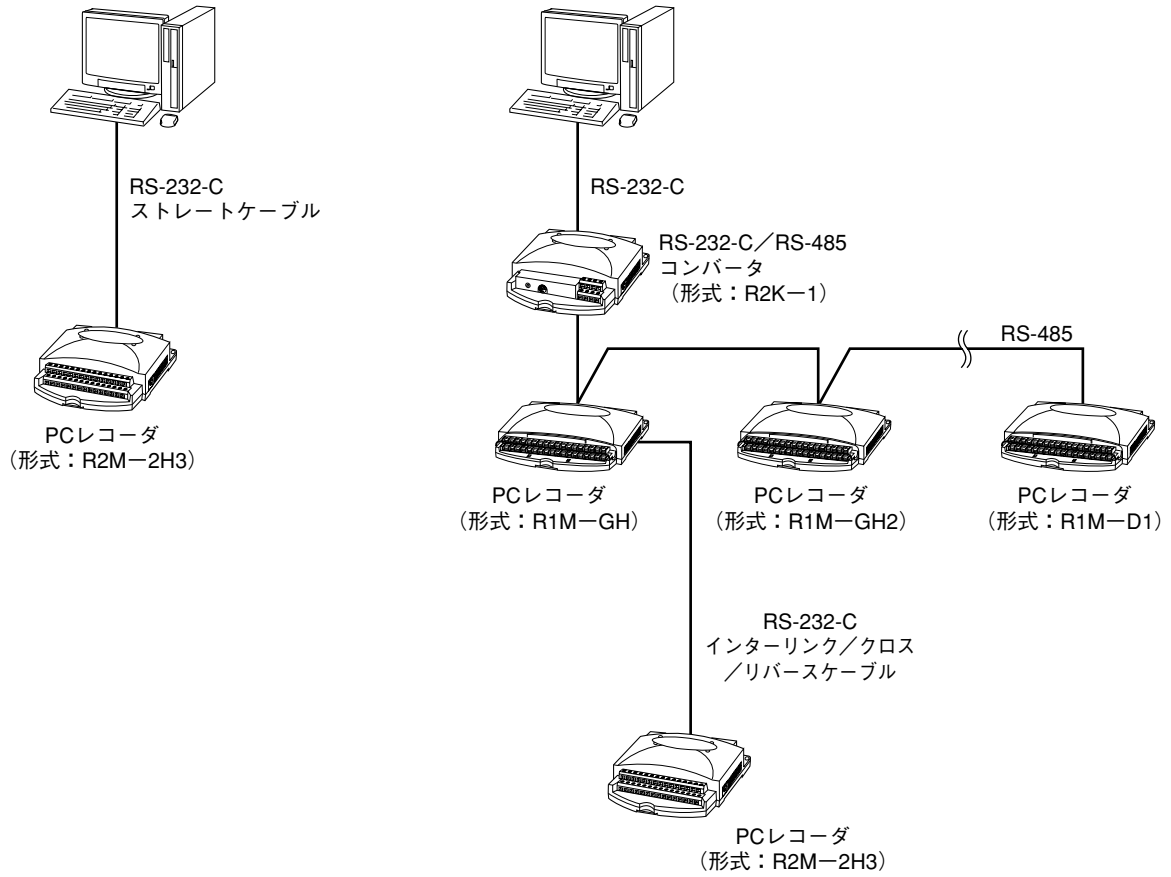 RS-232-C
ストレートケーブル
PCレコーダ
（形式：R2M－2H3）
RS-232-C
RS-232-C／RS-485
コンバータ
（形式：R2K－1）
RS-485
PCレコーダ
（形式：R1M－GH）
PCレコーダ
（形式：R1M－GH2）
PCレコーダ
（形式：R1M－D1）
RS-232-C
インターリンク／クロス
／リバースケーブル
PCレコーダ
（形式：R2M－2H3）